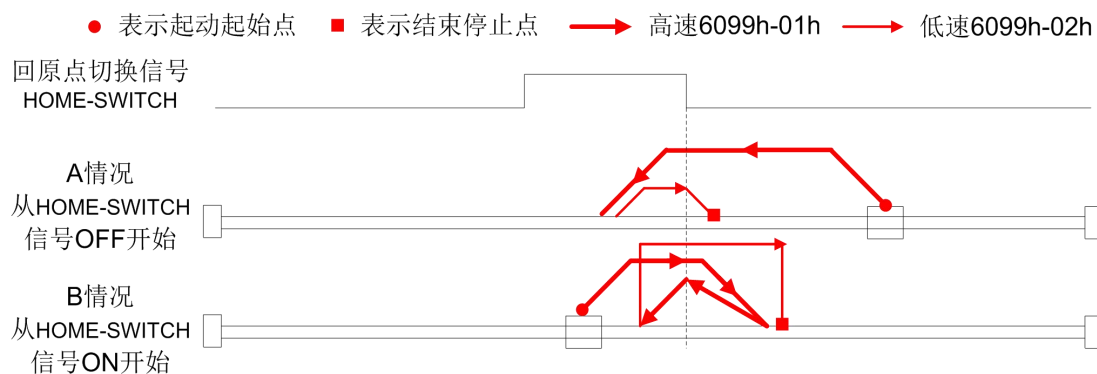 表示起动起始点 表示结束停止点 高速6099h-01h 低速6099h-02h
回原点切换信号
HOME-SWITCH
A情况
从HOME-SWITCH
信号OFF开始
B情况
从HOME-SWITCH
信号ON开始